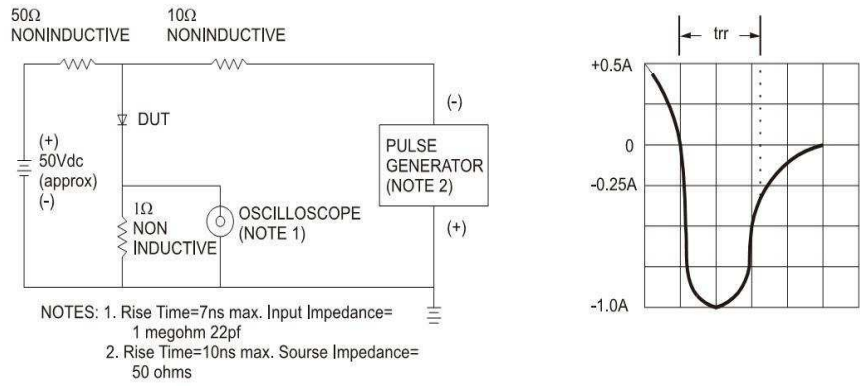 50Ω
NONINDUCTIVE
10Ω
NONINDUCTIVE
DUT
(+)
50Vdc
(approx)
(-)
1Ω
NON
INDUCTIVE
OSCILLOSCOPE
(NOTE 1)
(-)
PULSE
GENERATOR
(NOTE 2)
(+)
NOTES: 1. Rise Time=7ns max. Input Impedance=
1 megohm 22pf
2. Rise Time=10ns max. Sourse Impedance=
50 ohms
trr
+0.5A
0
-0.25A
-1.0A